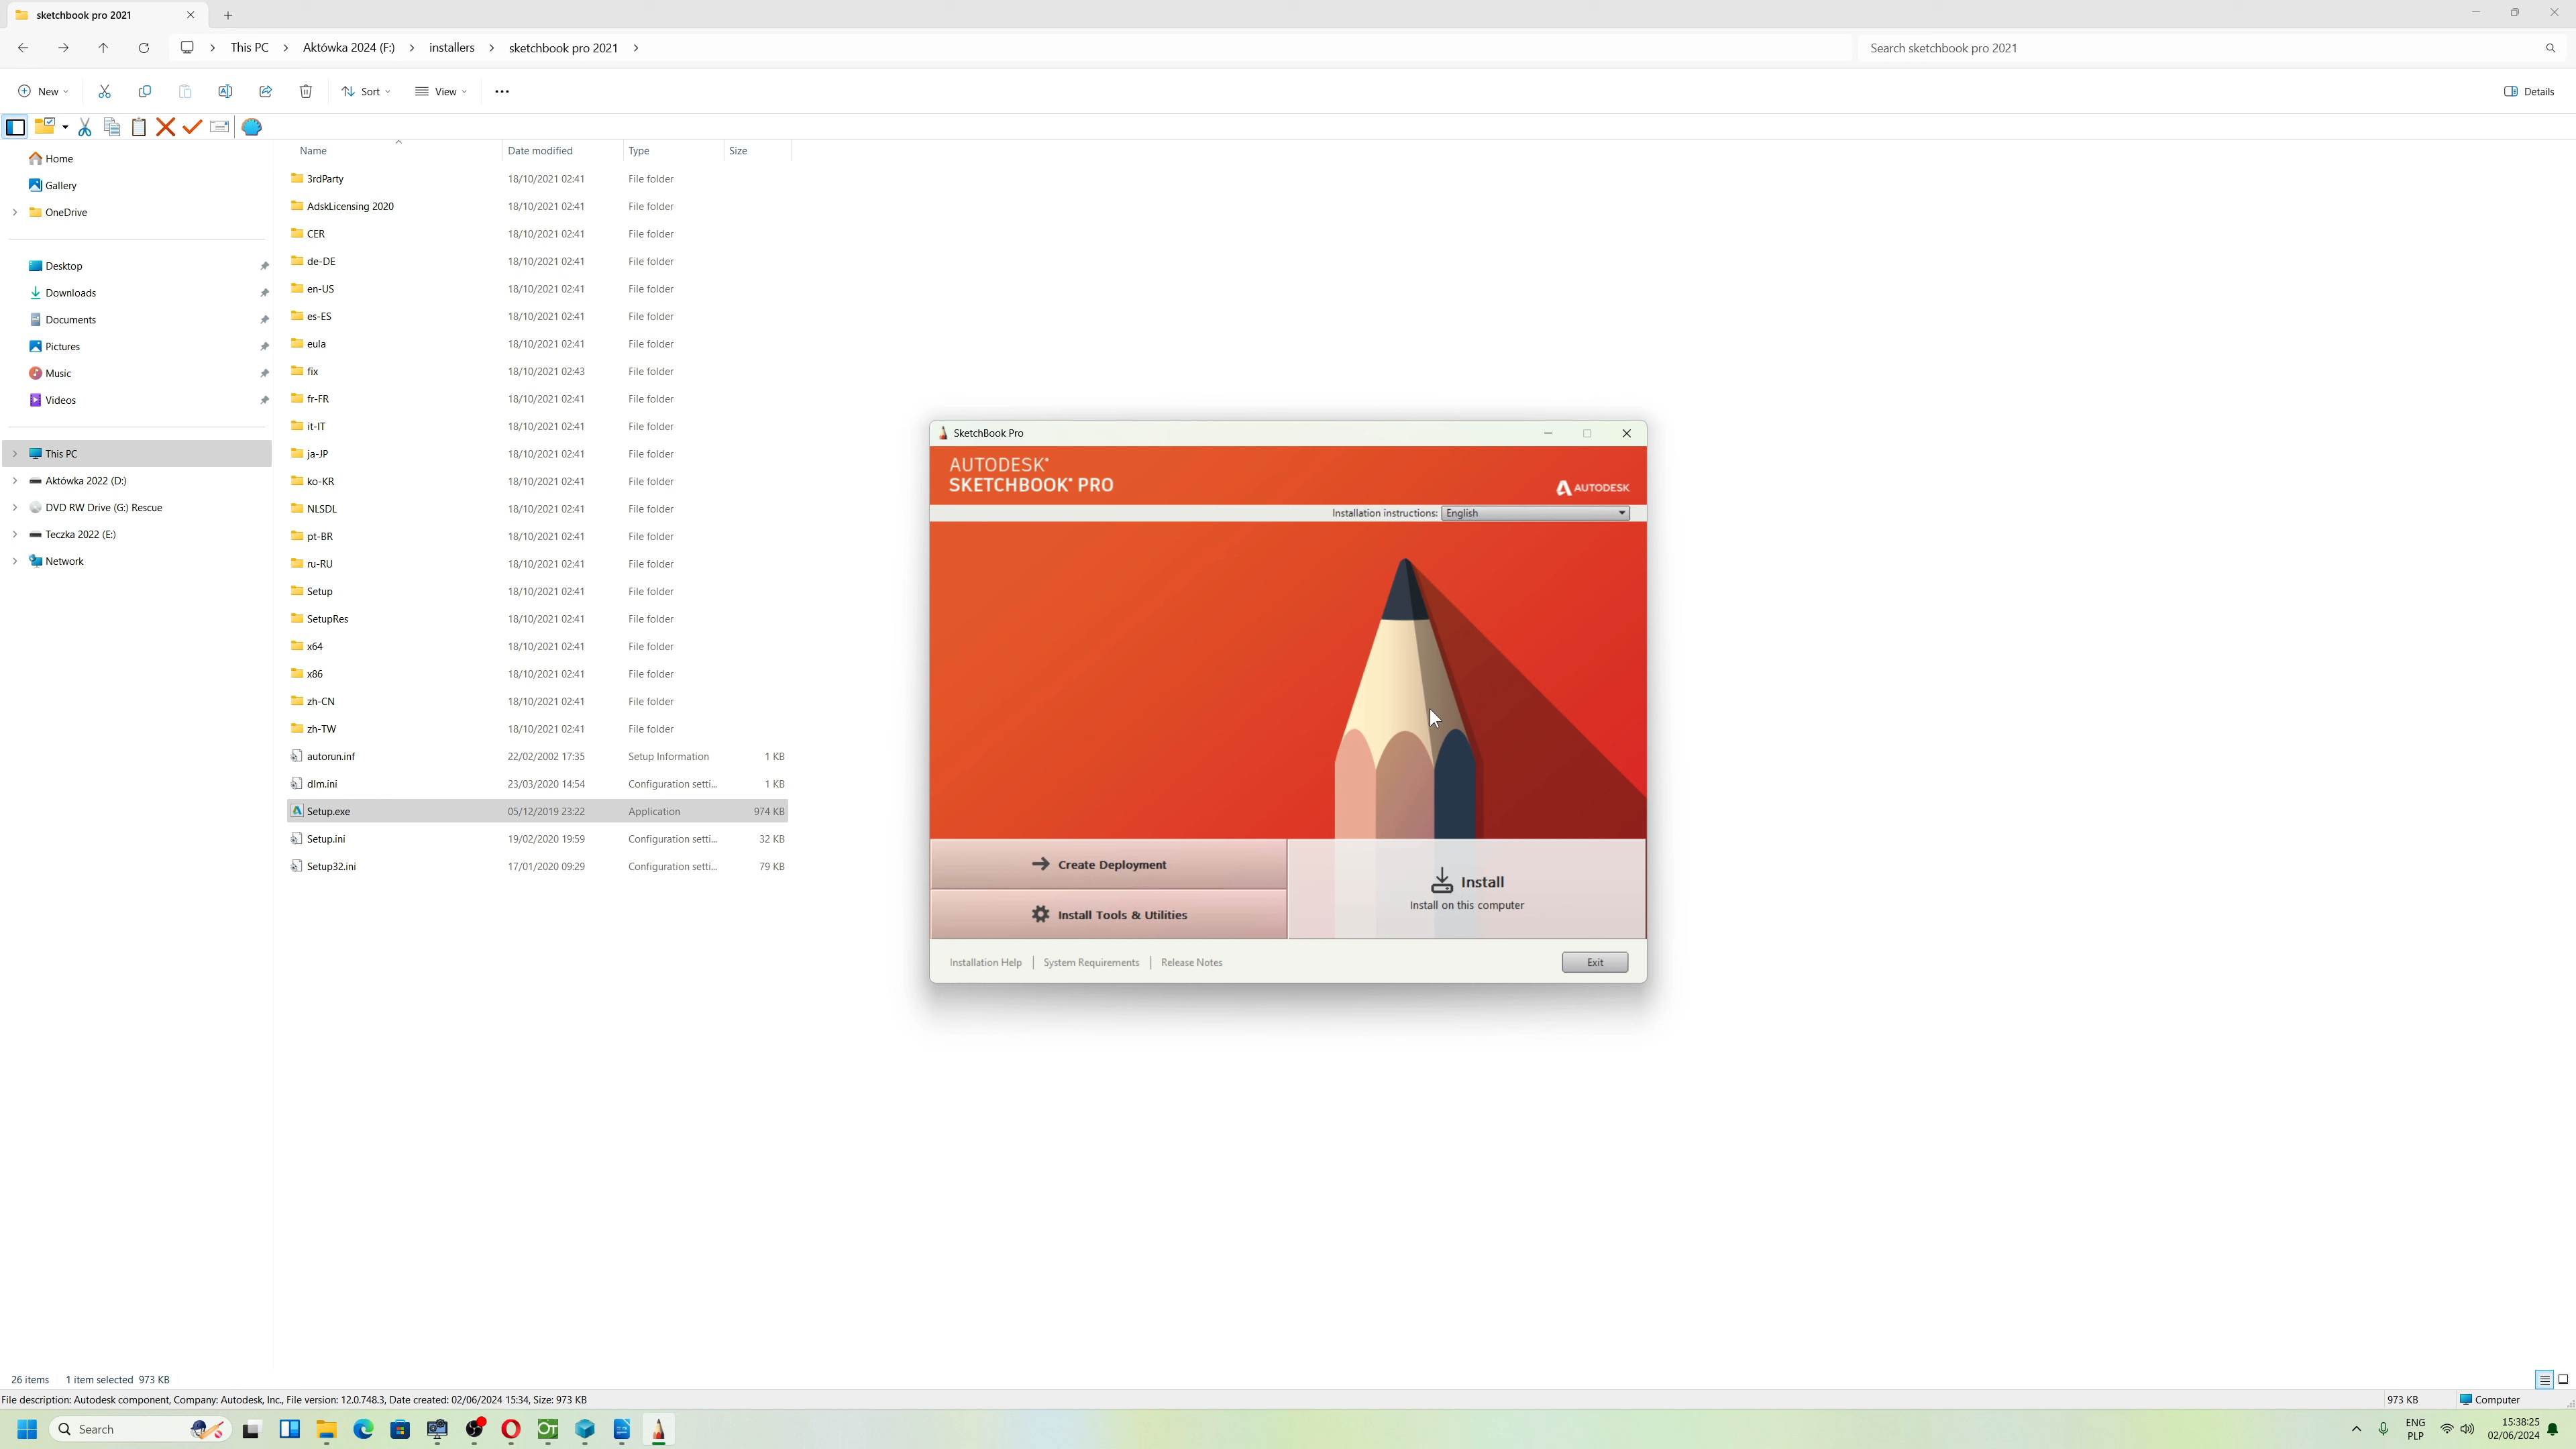 sketchbook pro 2021
This PC
Aktówka 2024 (F:)
installers
sketchbook pro 2021
Search sketchbook pro 2021
New
Sort
View
Details
Home
Gallery
OneDrive
Desktop
Downloads
Documents
Pictures
Music
Videos
This PC
Aktówka 2022 (D:)
DVD RW Drive (G:) Rescue
Teczka 2022 (E:)
Network
Name Date modified Type Size
3rdParty 18/10/2021 02:41 File folder
AdskLicensing 2020 18/10/2021 02:41 File folder
CER 18/10/2021 02:41 File folder
de-DE 18/10/2021 02:41 File folder
en-US 18/10/2021 02:41 File folder
es-ES 18/10/2021 02:41 File folder
eula 18/10/2021 02:41 File folder
fix 18/10/2021 02:43 File folder
fr-FR 18/10/2021 02:41 File folder
it-IT 18/10/2021 02:41 File folder
ja-JP 18/10/2021 02:41 File folder
ko-KR 18/10/2021 02:41 File folder
NLSDL 18/10/2021 02:41 File folder
pt-BR 18/10/2021 02:41 File folder
ru-RU 18/10/2021 02:41 File folder
Setup 18/10/2021 02:41 File folder
SetupRes 18/10/2021 02:41 File folder
x64 18/10/2021 02:41 File folder
x86 18/10/2021 02:41 File folder
zh-CN 18/10/2021 02:41 File folder
zh-TW 18/10/2021 02:41 File folder
autorun.inf 22/02/2002 17:35 Setup Information 1 KB
dlm.ini 23/03/2020 14:54 Configuration setti... 1 KB
Setup.exe 05/12/2019 23:22 Application 974 KB
Setup.ini 19/02/2020 19:59 Configuration setti... 32 KB
Setup32.ini 17/01/2020 09:29 Configuration setti... 79 KB
SketchBook Pro
AUTODESK®
SKETCHBOOK® PRO
AUTODESK
Installation instructions: English
Create Deployment
Install Tools & Utilities
Install
Install on this computer
Installation Help
System Requirements
Release Notes
Exit
26 items 1 item selected 973 KB
File description: Autodesk component, Company: Autodesk, Inc., File version: 12.0.748.3, Date created: 02/06/2024 15:34, Size: 973 KB
973 KB
Computer
Search
OT
ENG
PLP
15:38:25
02/06/2024